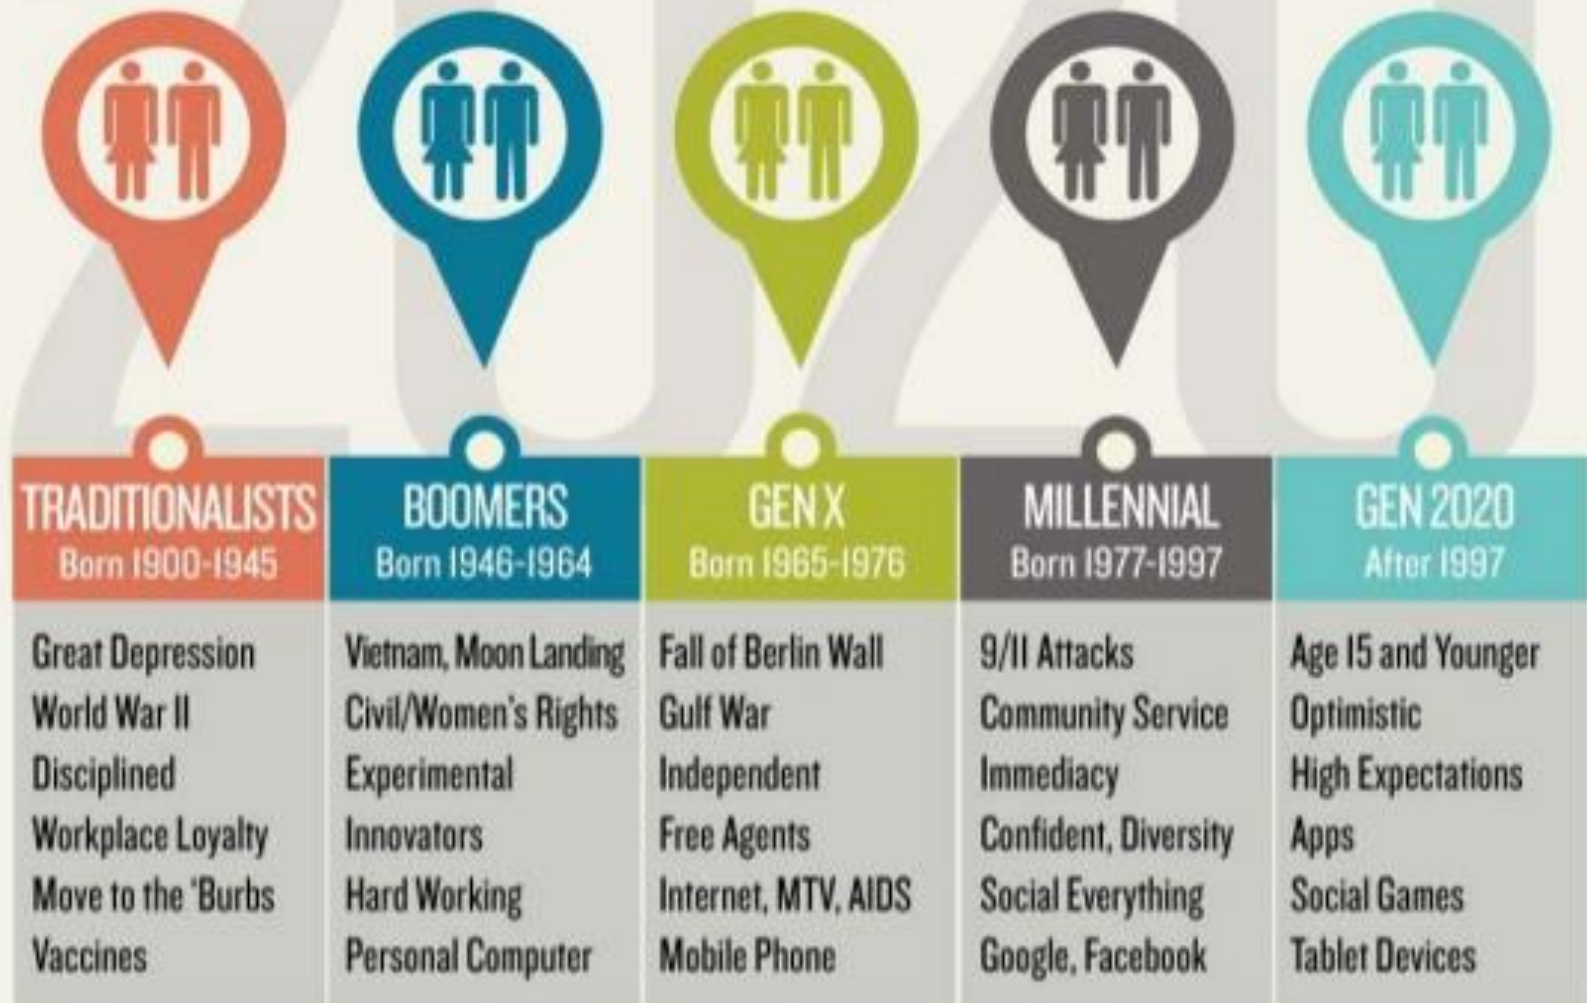 TRADITIONALISTS
Born 1900-1945
Great Depression
World War II
Disciplined
Workplace Loyalty
Move to the 'Burbs
Vaccines
BOOMERS
Born 1946-1964
Vietnam, Moon Landing
Civil/Women's Rights
Experimental
Innovators
Hard Working
Personal Computer
GEN X
Born 1965-1976
Fall of Berlin Wall
Gulf War
Independent
Free Agents
Internet, MTV, AIDS
Mobile Phone
MILLENNIAL
Born 1977-1997
9/11 Attacks
Community Service
Immediacy
Confident, Diversity
Social Everything
Google, Facebook
GEN 2020
After 1997
Age 15 and Younger
Optimistic
High Expectations
Apps
Social Games
Tablet Devices